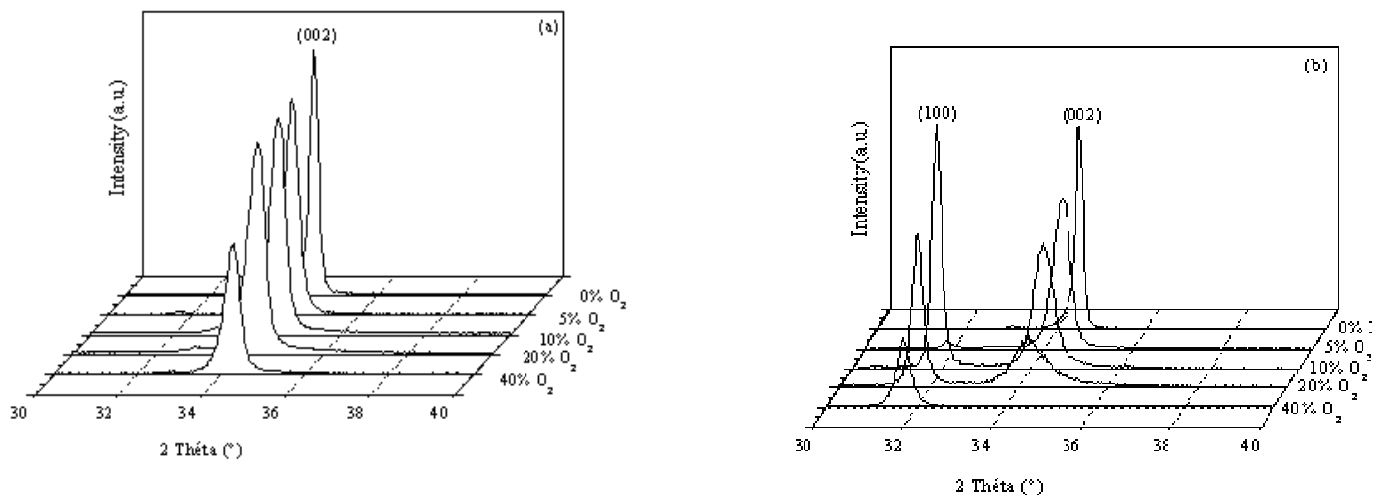 (a)
(002)
Intensity (a.u.)
0% O2
5% O2
10% O2
20% O2
40% O2
30 32 34 36 38 40
2 Théta (°)
(b)
(100) (002)
Intensity (a.u.)
0%
5% O2
10% O2
20% O2
40% O2
30 32 34 36 38 40
2 Théta (°)